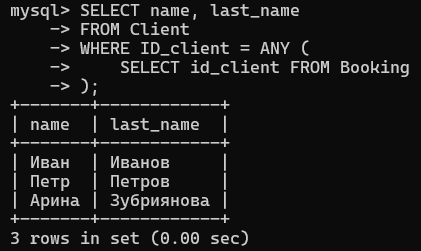 mysql> SELECT name, last_name
    -> FROM Client
    -> WHERE ID_client = ANY (
    ->     SELECT id_client FROM Booking
    -> );
+-------+------------+
| name  | last_name  |
+-------+------------+
| Иван  | Иванов     |
| Петр  | Петров     |
| Арина | Зубриянова |
+-------+------------+
3 rows in set (0.00 sec)